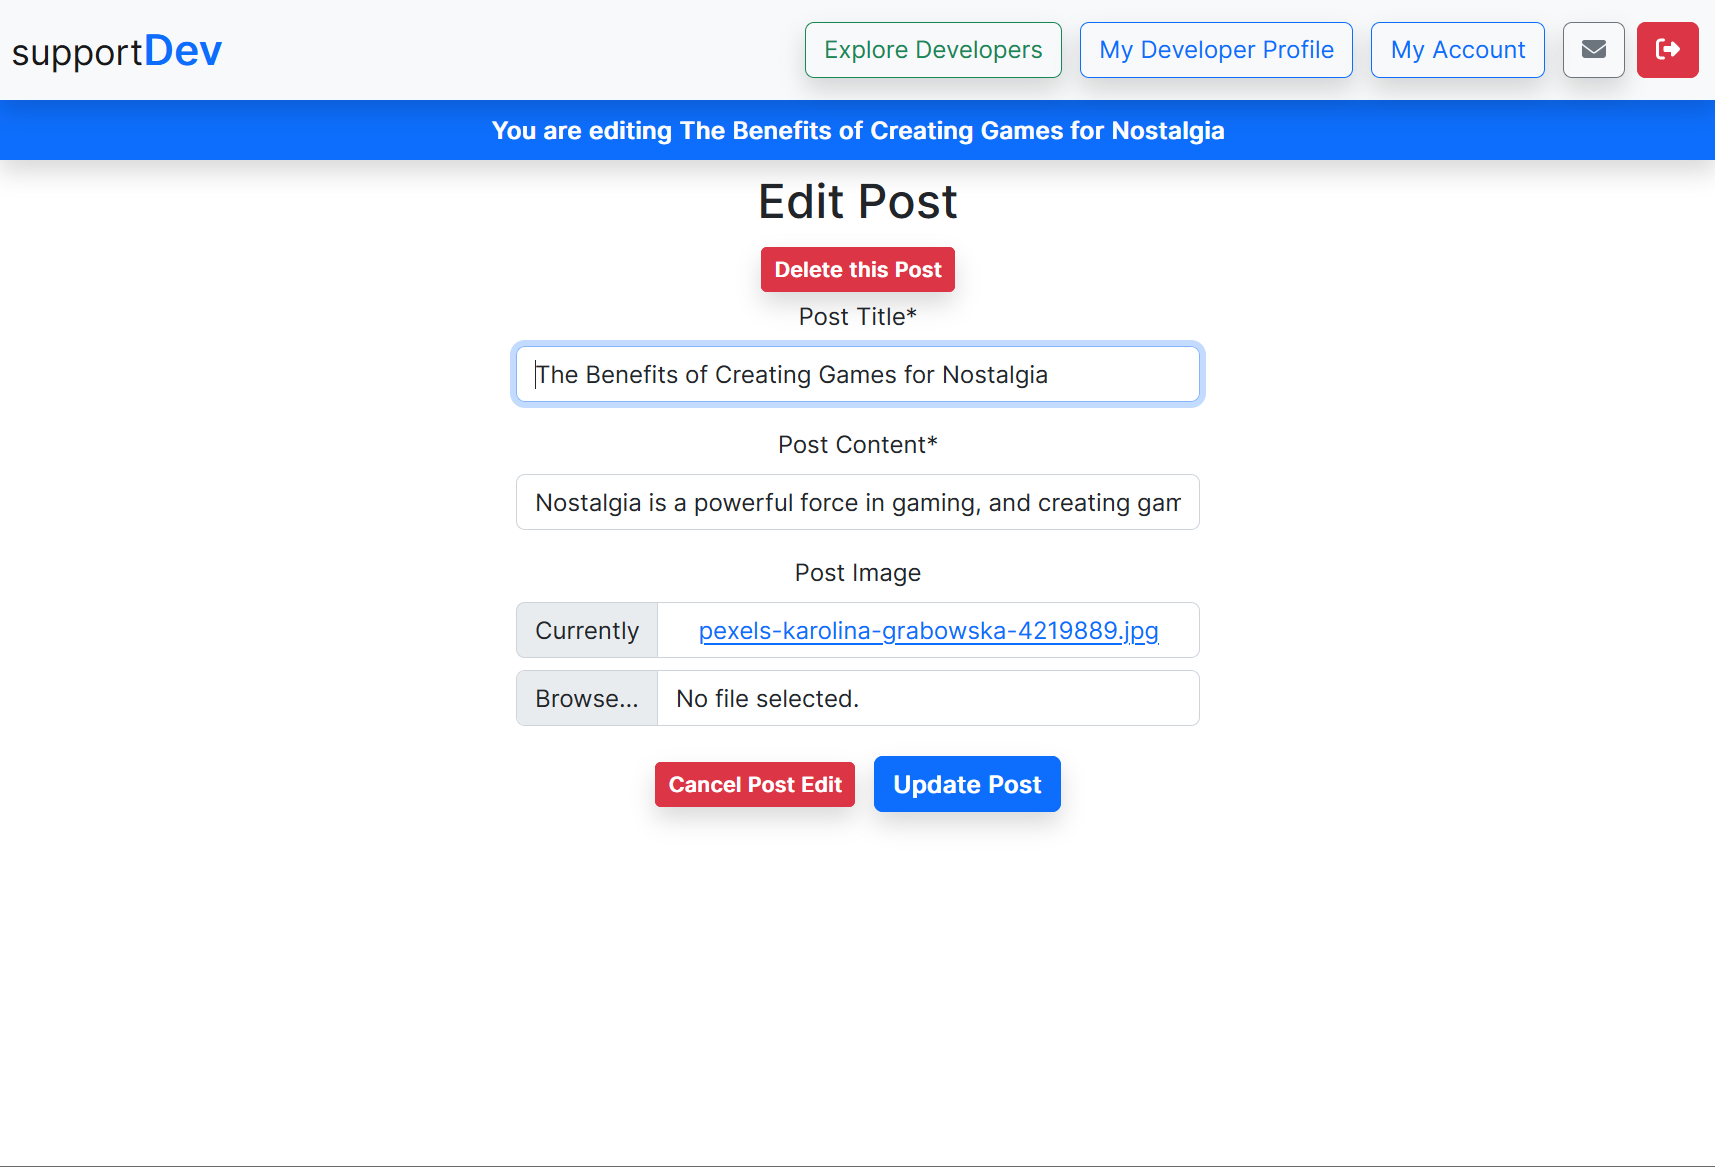 supportDev
Explore Developers
My Developer Profile
My Account
You are editing The Benefits of Creating Games for Nostalgia
Edit Post
Delete this Post
Post Title*
The Benefits of Creating Games for Nostalgia
Post Content*
Nostalgia is a powerful force in gaming, and creating gam
Post Image
Currently
pexels-karolina-grabowska-4219889.jpg
Browse...
No file selected.
Cancel Post Edit
Update Post